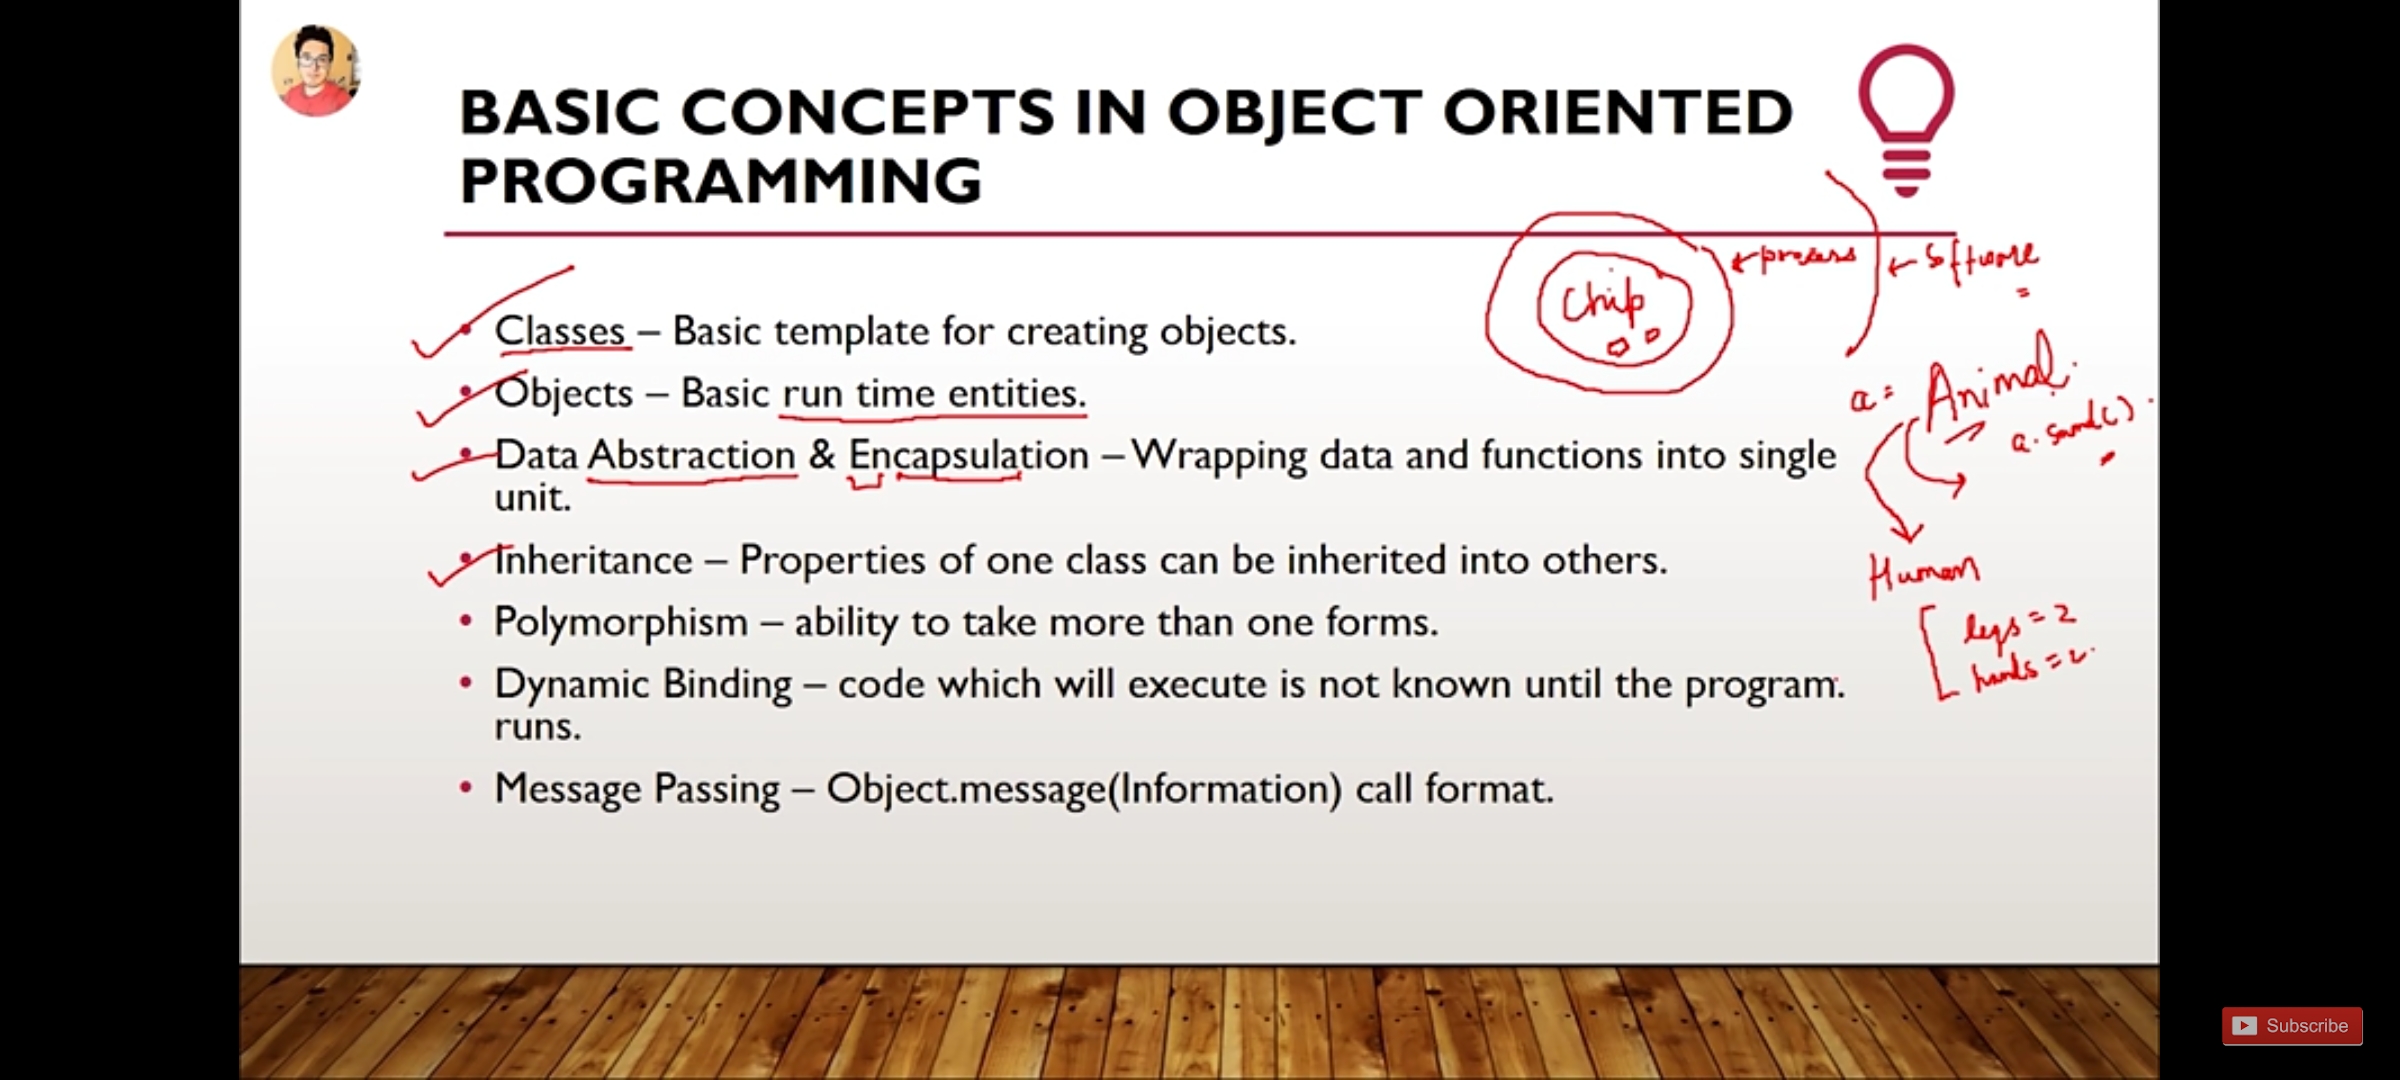 BASIC CONCEPTS IN OBJECT ORIENTED
PROGRAMMING
Chip
←process
← Software
=
• Classes – Basic template for creating objects.
• Objects – Basic run time entities.
• Data Abstraction & Encapsulation – Wrapping data and functions into single
unit.
• Inheritance – Properties of one class can be inherited into others.
• Polymorphism – ability to take more than one forms.
• Dynamic Binding – code which will execute is not known until the program.
runs.
• Message Passing – Object.message(Information) call format.
a = Animal.
a. sound().
Human
legs = 2
hands = 2.
Subscribe